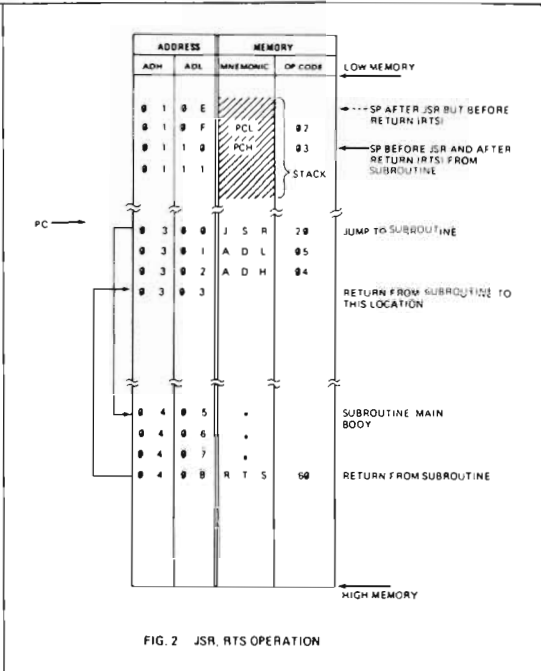 ADDRESS MEMORY
ADH ADL MNEMONIC OP CODE LOW MEMORY
0 1 0 E SP AFTER JSR BUT BEFORE
RETURN (RTS)
0 1 0 F PCL 02
0 1 1 0 PCH 03 SP BEFORE JSR AND AFTER
RETURN (RTS) FROM
SUBROUTINE
0 1 1 1 STACK
PC
0 3 0 0 J S R 20 JUMP TO SUBROUTINE
0 3 0 1 A D L 05
0 3 0 2 A D H 04
0 3 0 3 RETURN FROM SUBROUTINE TO
THIS LOCATION
0 4 0 5 • SUBROUTINE MAIN
BODY
0 4 0 6 •
0 4 0 7 •
0 4 0 8 R T S 60 RETURN FROM SUBROUTINE
HIGH MEMORY
FIG. 2 JSR, RTS OPERATION